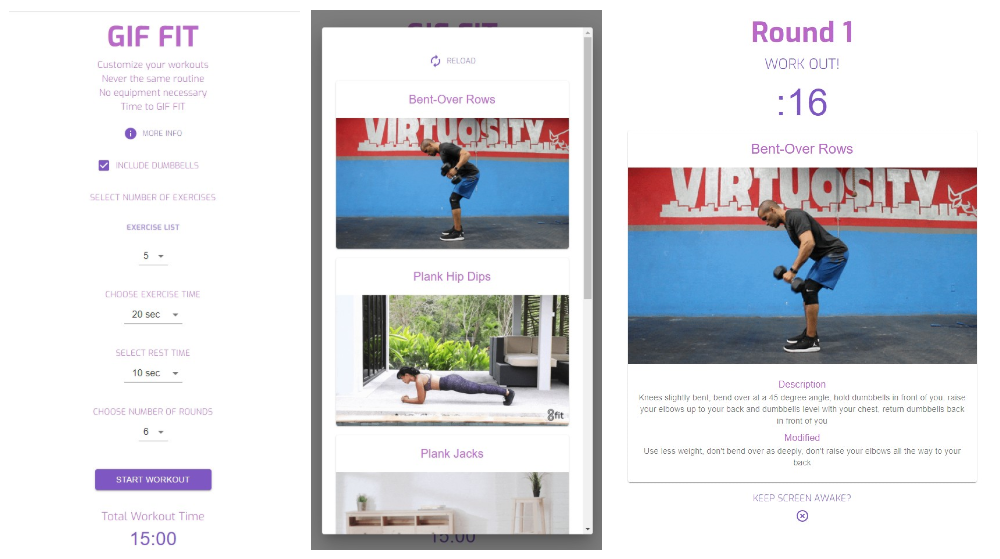 GIF FIT
Customize your workouts
Never the same routine
No equipment necessary
Time to GIF FIT
MORE INFO
INCLUDE DUMBBELLS
SELECT NUMBER OF EXERCISES
EXERCISE LIST
5
CHOOSE EXERCISE TIME
20 sec
SELECT REST TIME
10 sec
CHOOSE NUMBER OF ROUNDS
6
START WORKOUT
Total Workout Time
15:00
GIF FIT
RELOAD
Bent-Over Rows
VIRTUOSITY
Plank Hip Dips
8fit
Plank Jacks
15:00
Round 1
WORK OUT!
:16
Bent-Over Rows
VIRTUOSITY
Description
Knees slightly bent, bend over at a 45 degree angle, hold dumbbells in front of you, raise
your elbows up to your back and dumbbells level with your chest, return dumbbells back
in front of you
Modified
Use less weight, don't bend over as deeply, don't raise your elbows all the way to your
back
KEEP SCREEN AWAKE?